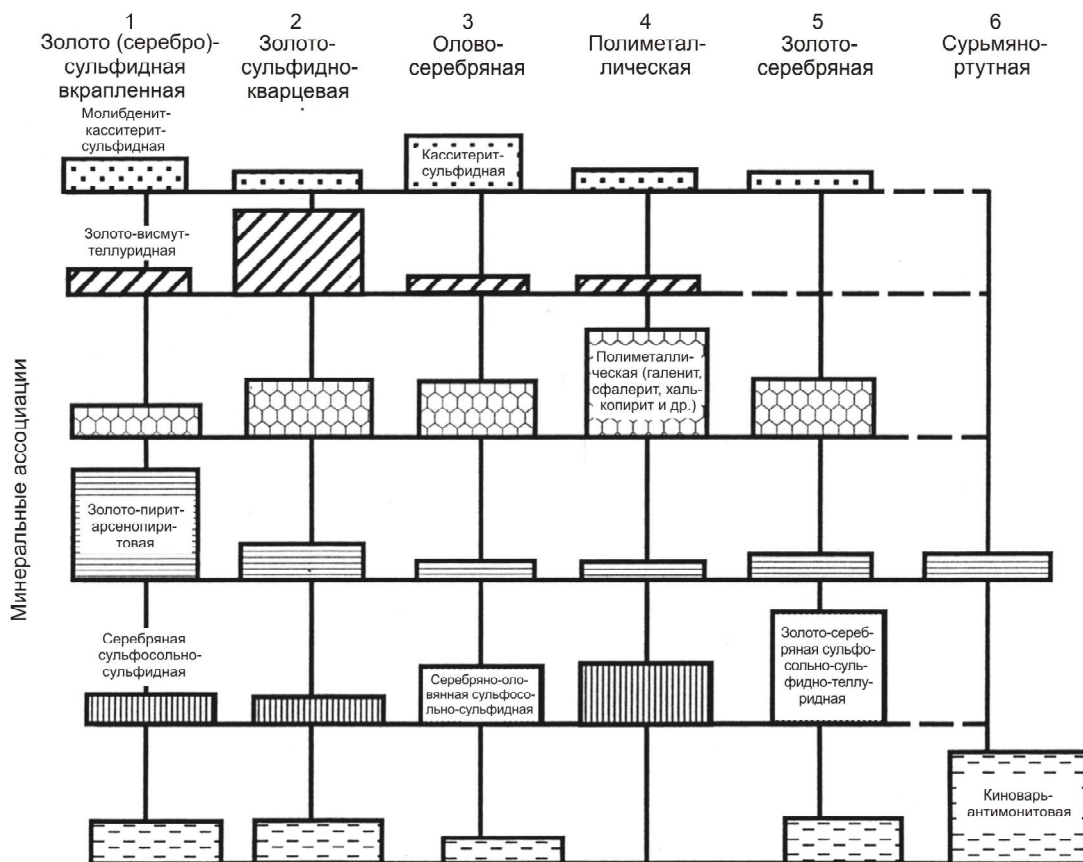 1
Золото (серебро)-
сульфидная
вкрапленная
2
Золото-
сульфидно-
кварцевая
3
Олово-
серебряная
4
Полиметал-
лическая
5
Золото-
серебряная
6
Сурьмяно-
ртутная
Минеральные ассоциации
Молибденит-
касситерит-
сульфидная
Касситерит-
сульфидная
Золото-висмут-
теллуридная
Полиметалли-
ческая (галенит,
сфалерит, халь-
копирит и др.)
Золото-пирит-
арсенопири-
товая
Серебряная
сульфосольно-
сульфидная
Серебряно-оло-
вянная сульфосо-
льно-сульфидная
Золото-сереб-
ряная сульфо-
сольно-суль-
фидно-теллу-
ридная
Киноварь-
антимонитовая